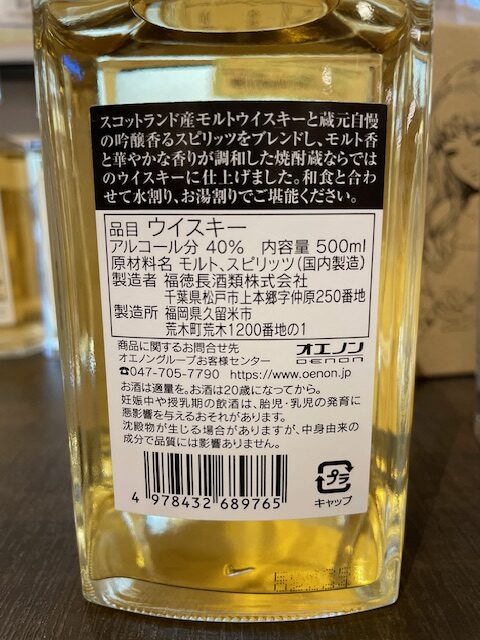 スコットランド産モルトウイスキーと蔵元自慢
の吟醸香るスピリッツをブレンドし、モルト香
と華やかな香りが調和した焼酎蔵ならでは
のウイスキーに仕上げました。和食と合わ
せて水割り、お湯割りでご堪能ください。
品目 ウイスキー
アルコール分 40% 内容量 500ml
原材料名 モルト、スピリッツ(国内製造)
製造者 福徳長酒類株式会社
千葉県松戸市上本郷字仲原250番地
製造所 福岡県久留米市
荒木町荒木1200番地の1
商品に関するお問合せ先
オエノングループお客様センター
オエノン
OENON
☎047-705-7790 https://www.oenon.jp
お酒は適量を。お酒は20歳になってから。
妊娠中や授乳期の飲酒は、胎児・乳児の発育に
悪影響を与えるおそれがあります。
沈殿物が生じる場合がありますが、中身由来の
成分で品質には影響ありません。
4 978432 689765
プラ
キャップ